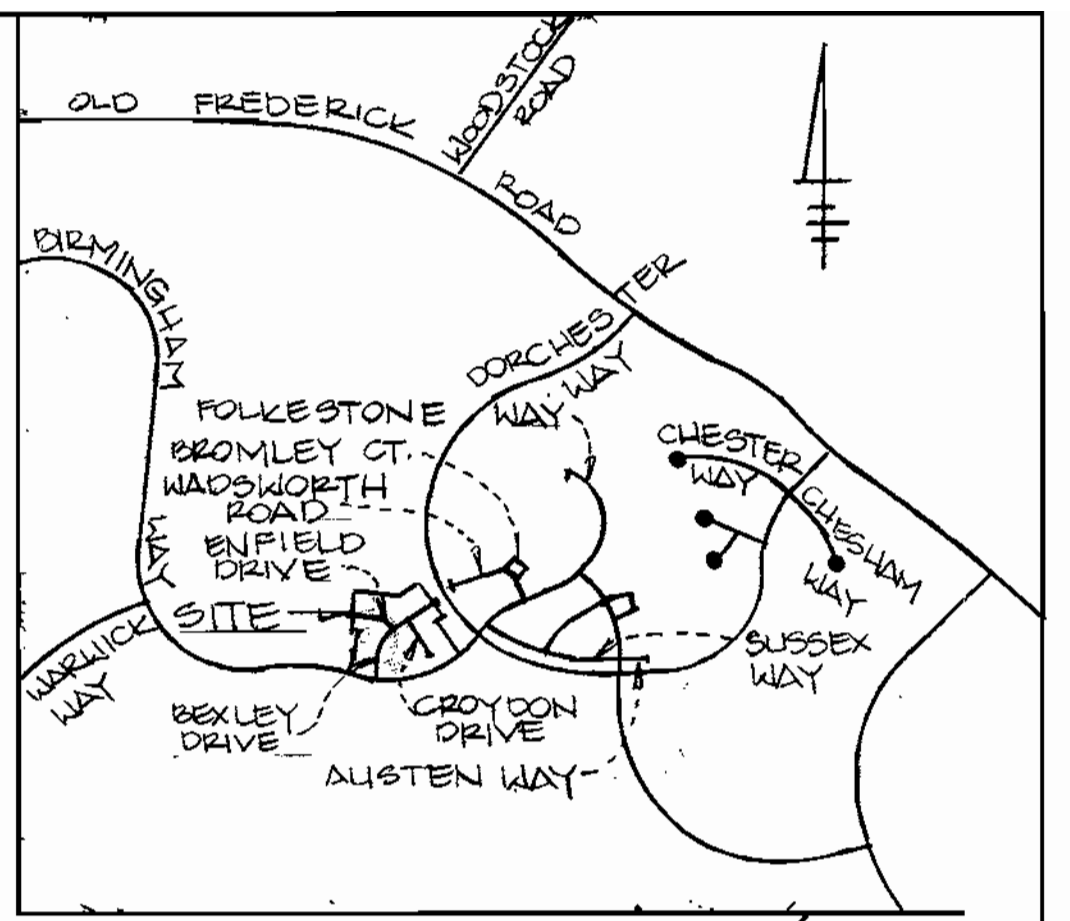 WOODSTOCK
ROAD
OLD FREDERICK
ROAD
BIRMINGHAM
WAY
DORCHESTER
WAY
FOLKESTONE
WAY
BROMLEY CT.
WADSWORTH
ROAD
ENFIELD
DRIVE
SITE
CHESTER
WAY
CHESHAM
WAY
WARWICK
WAY
SUSSEX
WAY
BEXLEY
DRIVE
CROYDON
DRIVE
AUSTEN WAY